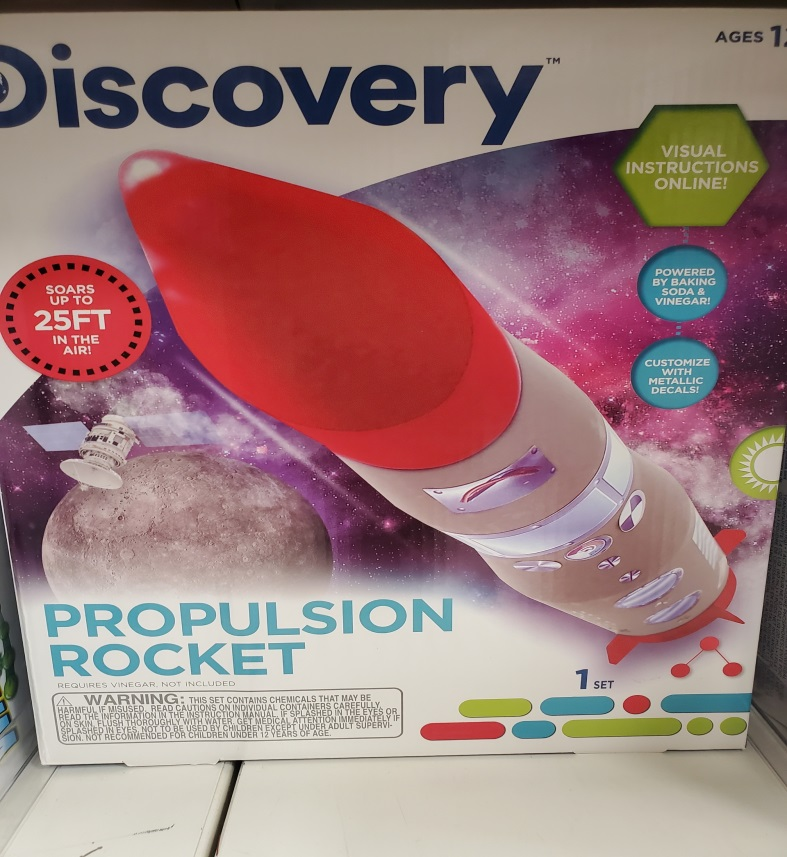 Discovery™
AGES 12
VISUAL
INSTRUCTIONS
ONLINE!
SOARS
UP TO
25FT
IN THE
AIR!
POWERED
BY BAKING
SODA &
VINEGAR!
CUSTOMIZE
WITH
METALLIC
DECALS!
PROPULSION
ROCKET
REQUIRES VINEGAR, NOT INCLUDED
1 SET
WARNING: THIS SET CONTAINS CHEMICALS THAT MAY BE
HARMFUL IF MISUSED. READ CAUTIONS ON INDIVIDUAL CONTAINERS CAREFULLY.
READ THE INFORMATION IN THE INSTRUCTION MANUAL. IF SPLASHED IN THE EYES OR
ON SKIN, FLUSH THOROUGHLY WITH WATER. GET MEDICAL ATTENTION IMMEDIATELY IF
SPLASHED IN EYES. NOT TO BE USED BY CHILDREN EXCEPT UNDER ADULT SUPERVI-
SION. NOT RECOMMENDED FOR CHILDREN UNDER 12 YEARS OF AGE.